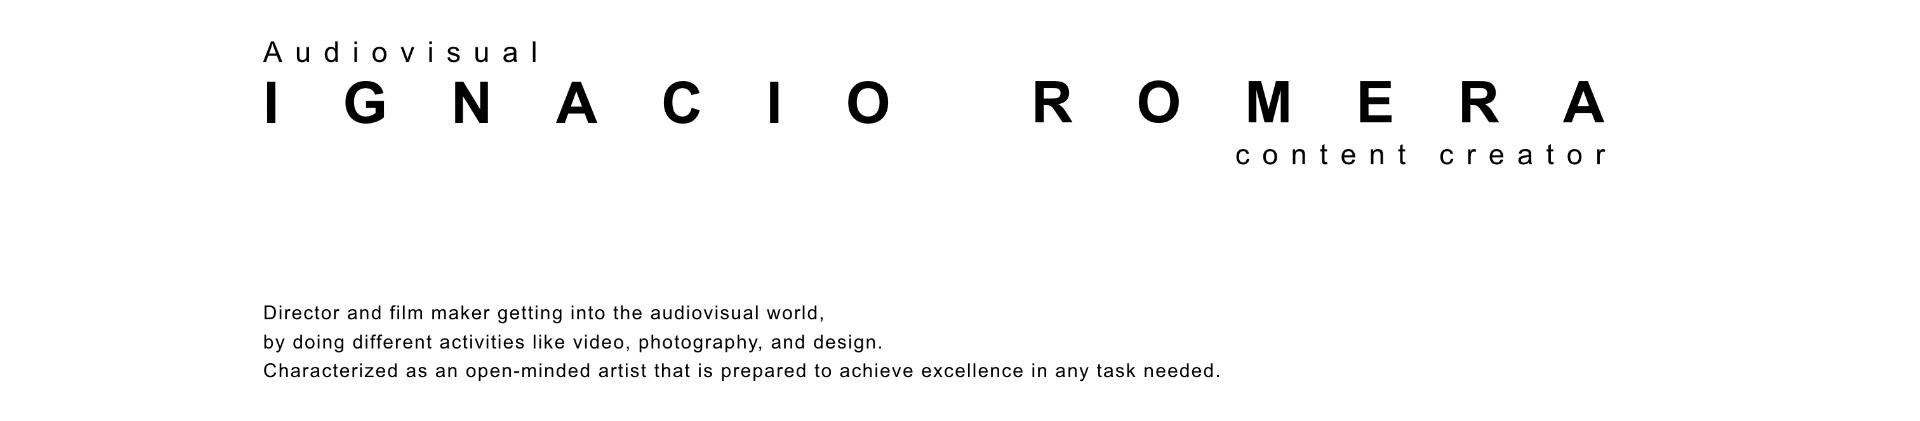 Audiovisual
IGNACIO ROMERA
content creator
Director and film maker getting into the audiovisual world,
by doing different activities like video, photography, and design.
Characterized as an open-minded artist that is prepared to achieve excellence in any task needed.